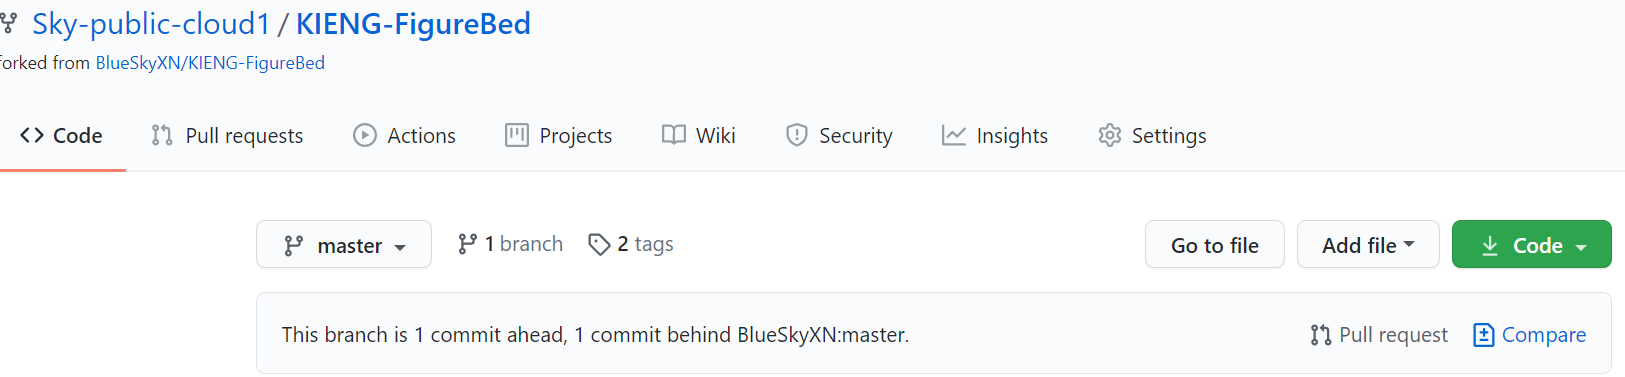 Sky-public-cloud1 / KIENG-FigureBed
forked from BlueSkyXN/KIENG-FigureBed
Code Pull requests Actions Projects Wiki Security Insights Settings
master 1 branch 2 tags Go to file Add file Code
This branch is 1 commit ahead, 1 commit behind BlueSkyXN:master. Pull request Compare